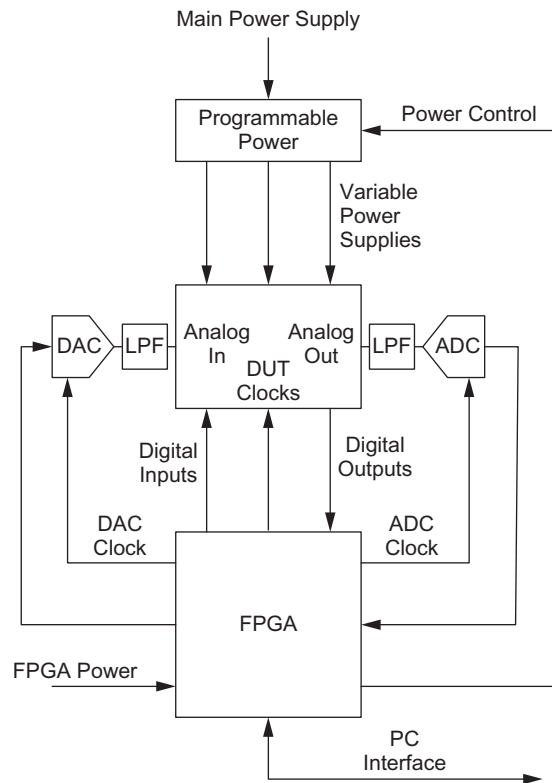 Main Power Supply
Programmable
Power
Power Control
Variable
Power
Supplies
DAC
LPF
Analog
In
DUT
Clocks
Analog
Out
LPF
ADC
Digital
Inputs
Digital
Outputs
DAC
Clock
ADC
Clock
FPGA
FPGA Power
PC
Interface